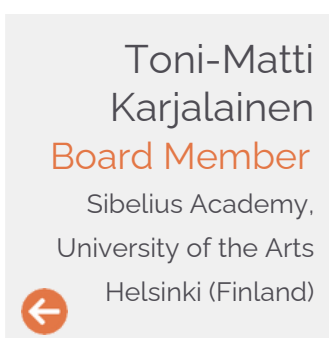 Toni-Matti
Karjalainen
Board Member
Sibelius Academy,
University of the Arts
Helsinki (Finland)